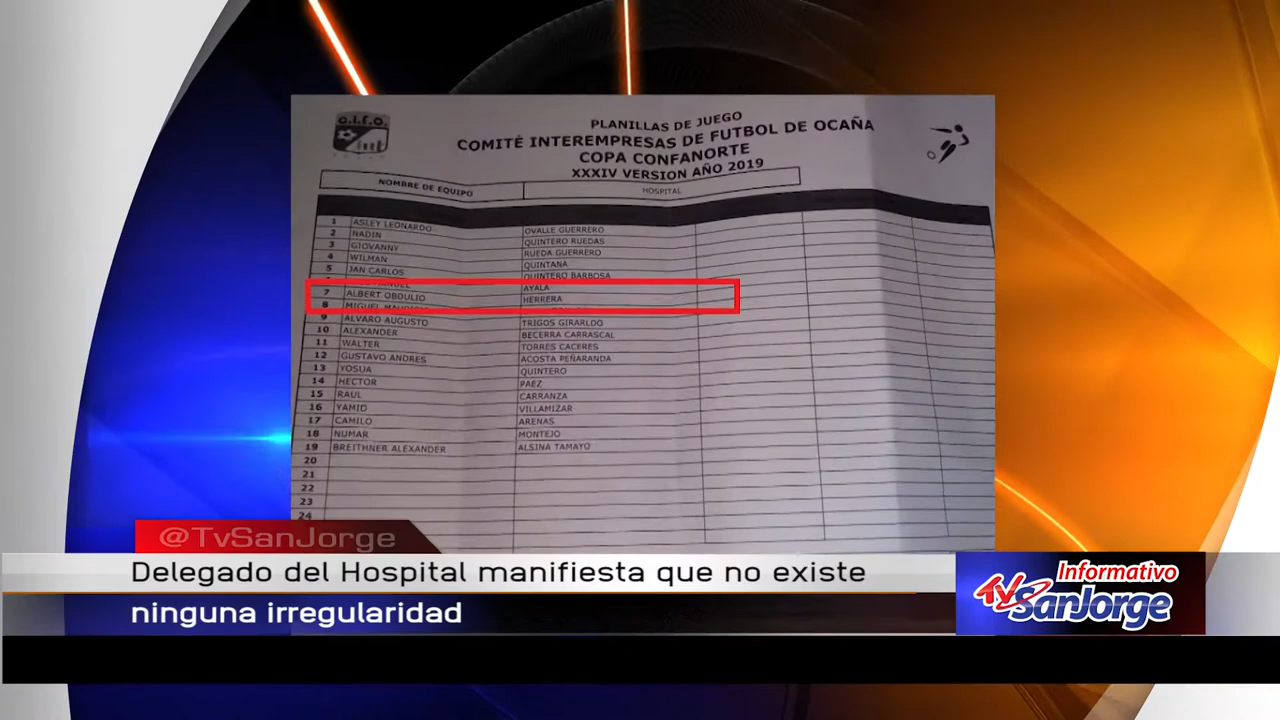 c.i.f.o.
PLANILLAS DE JUEGO
COMITÉ INTEREMPRESAS DE FUTBOL DE OCAÑA
COPA CONFANORTE
XXXIV VERSION AÑO 2019
NOMBRE DE EQUIPO HOSPITAL
1 ASLEY LEONARDO OVALLE GUERRERO
2 NADIN QUINTERO RUEDAS
3 GIOVANNY RUEDA GUERRERO
4 WILMAN QUINTANA
5 JAN CARLOS QUINTERO BARBOSA
AYALA
7 ALBERT OBDULIO HERRERA
8 MIGUEL
9 ALVARO AUGUSTO TRIGOS GIRARLDO
10 ALEXANDER BECERRA CARRASCAL
11 WALTER TORRES CACERES
12 GUSTAVO ANDRES ACOSTA PEÑARANDA
13 YOSUA QUINTERO
14 HECTOR PAEZ
15 RAUL CARRANZA
16 YAMID VILLAMIZAR
17 CAMILO ARENAS
18 NUMAR MONTEJO
19 BREITHNER ALEXANDER ALSINA TAMAYO
20
21
22
23
24
@TvSanJorge
Delegado del Hospital manifiesta que no existe
ninguna irregularidad
Informativo
TV SanJorge